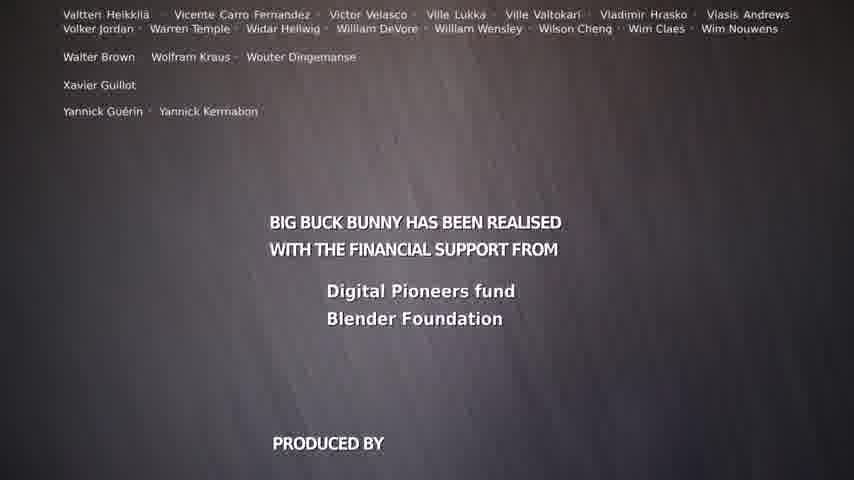 Valtteri Heikkilä · Vicente Carro Fernandez · Victor Velasco · Ville Lukka · Ville Valtokari · Vladimir Hrasko · Vlasis Andrews
Volker Jordan · Warren Temple · Widar Hellwig · William DeVore · William Wensley · Wilson Cheng · Wim Claes · Wim Nouwens
Walter Brown Wolfram Kraus · Wouter Dingemanse
Xavier Guillot
Yannick Guérin · Yannick Kermabon
BIG BUCK BUNNY HAS BEEN REALISED
WITH THE FINANCIAL SUPPORT FROM
Digital Pioneers fund
Blender Foundation
PRODUCED BY